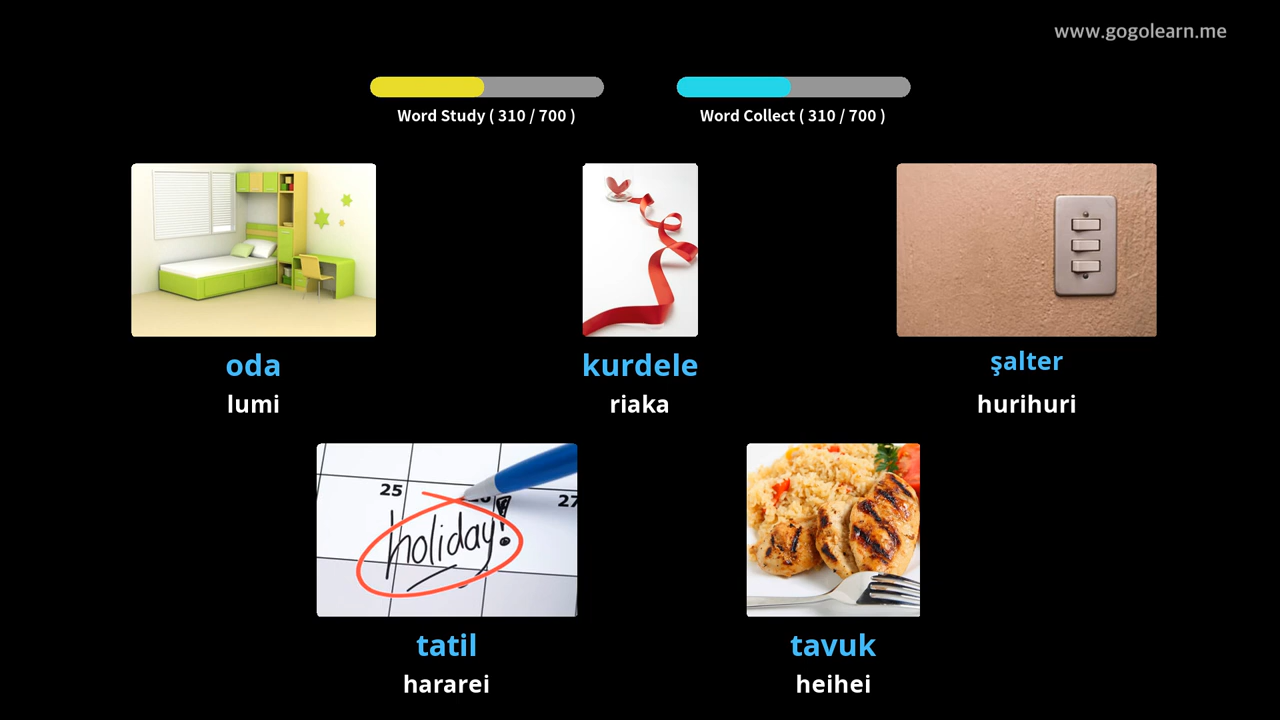 www.gogolearn.me
Word Study ( 310 / 700 )
Word Collect ( 310 / 700 )
oda
lumi
kurdele
riaka
şalter
hurihuri
25
27
holiday!
tatil
hararei
tavuk
heihei